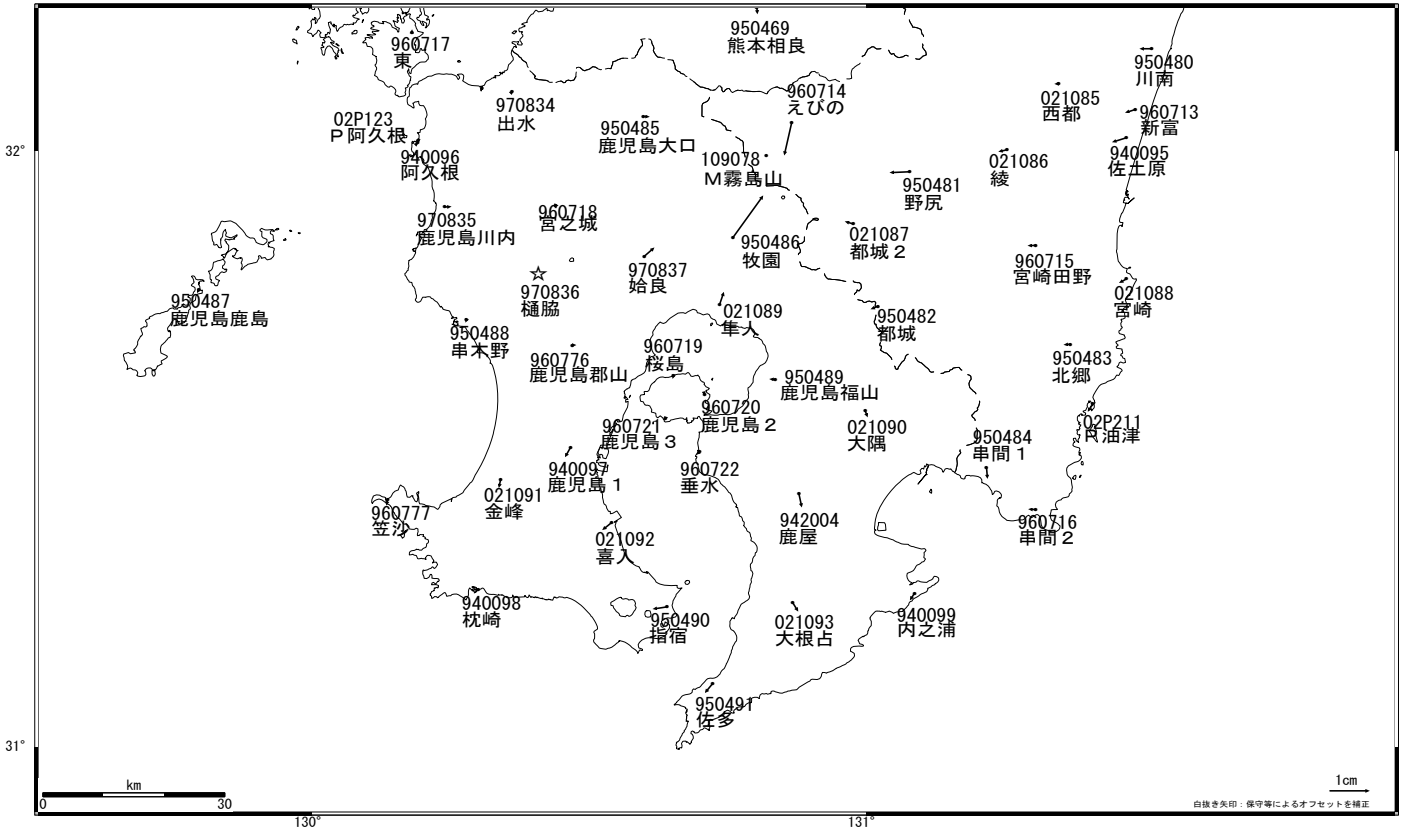 950469
熊本相良
960717
東
950480
川南
960714
えびの
021085
西都
970834
出水
960713
新富
02P123
P阿久根
950485
鹿児島大口
32°
940096
阿久根
109078
M霧島山
021086
綾
940095
佐土原
950481
野尻
970835
鹿児島川内
960718
宮之城
950486
牧園
021087
都城2
960715
宮崎田野
970837
姶良
970836
樋脇
950487
鹿児島鹿島
021088
宮崎
021089
隼人
950482
都城
950488
串木野
960776
鹿児島郡山
960719
桜島
950483
北郷
950489
鹿児島福山
960720
鹿児島2
960721
鹿児島3
021090
大隅
02P211
P油津
950484
串間1
940097
鹿児島1
960722
垂水
021091
金峰
960777
笠沙
942004
鹿屋
960716
串間2
021092
喜入
940098
枕崎
950490
指宿
021093
大根占
940099
内之浦
950491
佐多
31°
km
0 30
1cm
白抜き矢印：保守等によるオフセットを補正
130° 131°